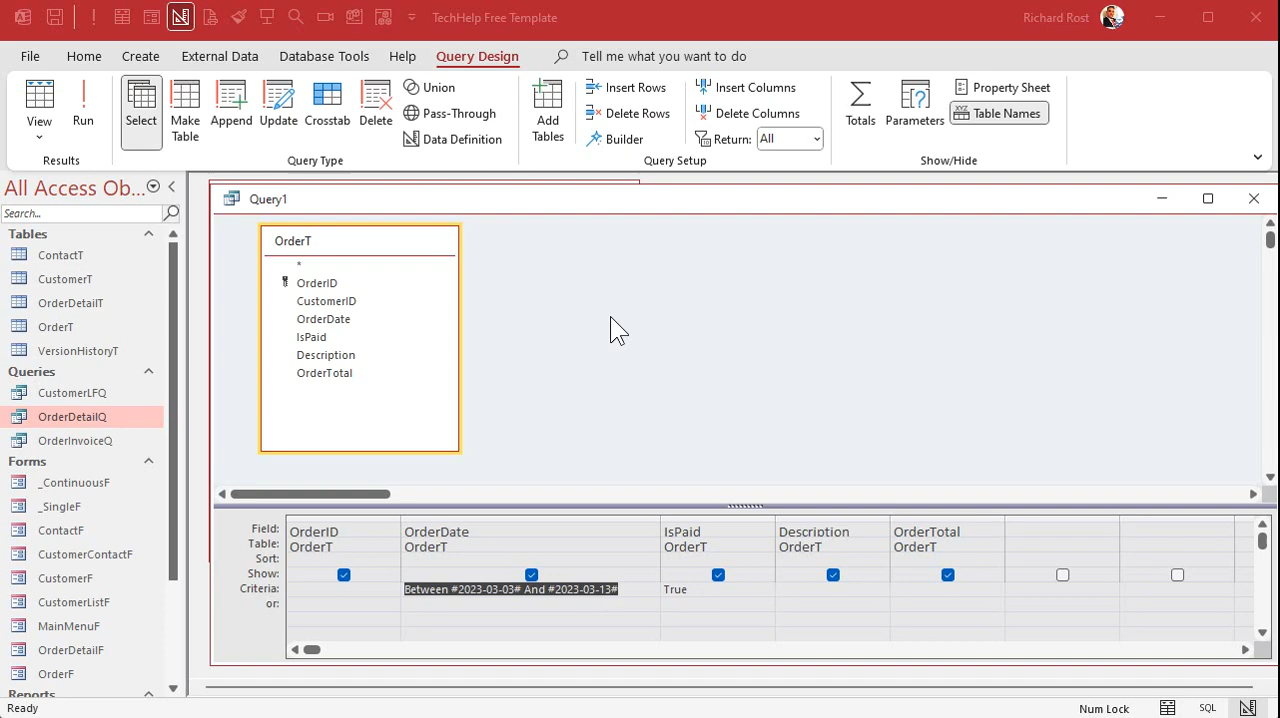 TechHelp Free Template
Richard Rost
File Home Create External Data Database Tools Help Query Design Tell me what you want to do
View
Run
Results
Select
Make Table
Append
Update
Crosstab
Delete
Union
Pass-Through
Data Definition
Query Type
Add Tables
Insert Rows
Delete Rows
Builder
Insert Columns
Delete Columns
Return: All
Query Setup
Totals
Parameters
Property Sheet
Table Names
Show/Hide
All Access Ob...
Search...
Tables
ContactT
CustomerT
OrderDetailT
OrderT
VersionHistoryT
Queries
CustomerLFQ
OrderDetailQ
OrderInvoiceQ
Forms
_ContinuousF
_SingleF
ContactF
CustomerContactF
CustomerF
CustomerListF
MainMenuF
OrderDetailF
OrderF
Reports
Query1
OrderT
*
OrderID
CustomerID
OrderDate
IsPaid
Description
OrderTotal
Field: OrderID OrderDate IsPaid Description OrderTotal
Table: OrderT OrderT OrderT OrderT OrderT
Sort:
Show:
Criteria: Between #2023-03-03# And #2023-03-13# True
or:
Ready
Num Lock
SQL